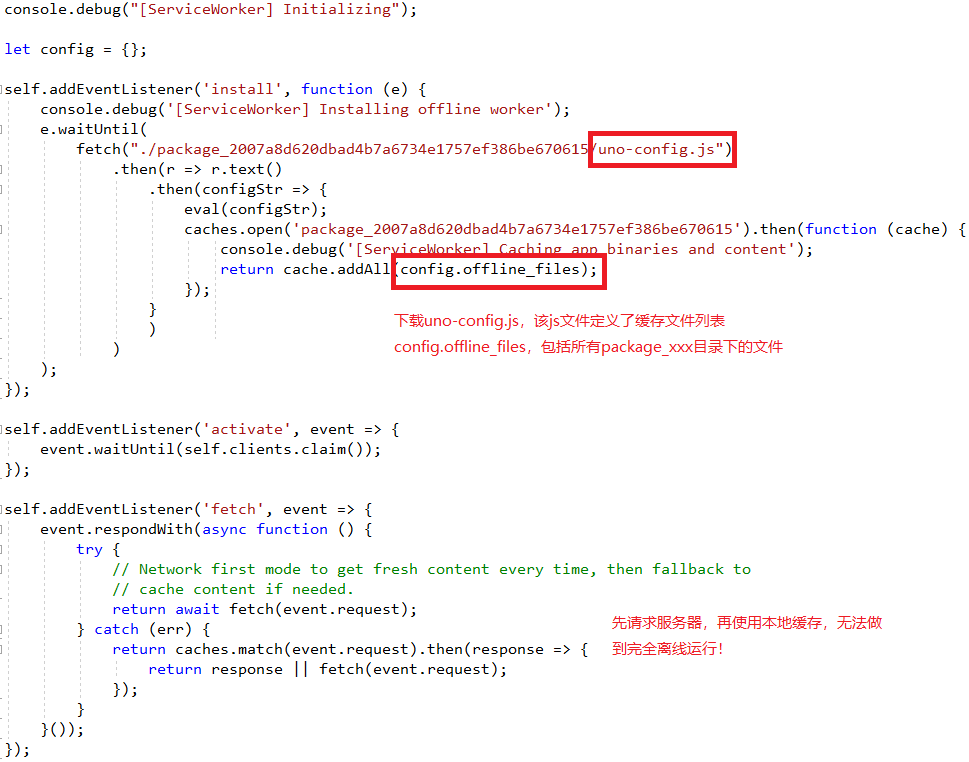 console.debug("[ServiceWorker] Initializing");
let config = {};
self.addEventListener('install', function (e) {
console.debug('[ServiceWorker] Installing offline worker');
e.waitUntil(
fetch("./package_2007a8d620dbad4b7a6734e1757ef386be670615/uno-config.js")
.then(r => r.text()
.then(configStr => {
eval(configStr);
caches.open('package_2007a8d620dbad4b7a6734e1757ef386be670615').then(function (cache) {
console.debug('[ServiceWorker] Caching app binaries and content');
return cache.addAll(config.offline_files);
});
}
)
)
);
});
下载uno-config.js，该js文件定义了缓存文件列表
config.offline_files，包括所有package_xxx目录下的文件
self.addEventListener('activate', event => {
event.waitUntil(self.clients.claim());
});
self.addEventListener('fetch', event => {
event.respondWith(async function () {
try {
// Network first mode to get fresh content every time, then fallback to
// cache content if needed.
return await fetch(event.request);
} catch (err) {
return caches.match(event.request).then(response => {
return response || fetch(event.request);
});
}
}());
});
先请求服务器，再使用本地缓存，无法做
到完全离线运行！